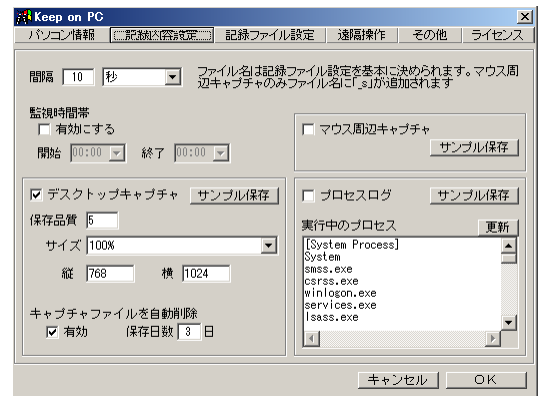 Keep on PC
パソコン情報 記録内容設定 記録ファイル設定 遠隔操作 その他 ライセンス
間隔 10 秒
ファイル名は記録ファイル設定を基本に決められます。マウス周
辺キャプチャのみファイル名に「_s」が追加されます
監視時間帯
有効にする
開始 00:00 終了 00:00
マウス周辺キャプチャ
サンプル保存
デスクトップキャプチャ サンプル保存
保存品質 5
サイズ 100%
縦 768 横 1024
キャプチャファイルを自動削除
有効 保存日数 3 日
プロセスログ サンプル保存
実行中のプロセス 更新
[System Process]
System
smss.exe
csrss.exe
winlogon.exe
services.exe
lsass.exe
キャンセル OK